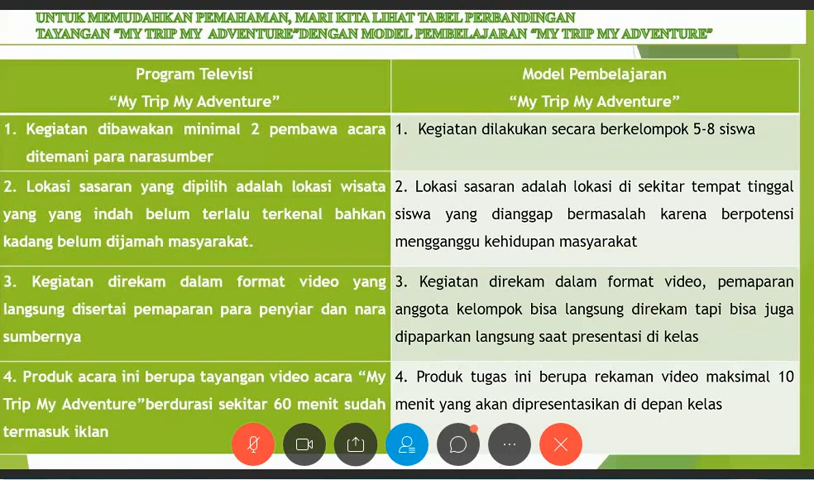 UNTUK MEMUDAHKAN PEMAHAMAN, MARI KITA LIHAT TABEL PERBANDINGAN
TAYANGAN "MY TRIP MY ADVENTURE"DENGAN MODEL PEMBELAJARAN "MY TRIP MY ADVENTURE"
Program Televisi
"My Trip My Adventure"
Model Pembelajaran
"My Trip My Adventure"
1. Kegiatan dibawakan minimal 2 pembawa acara
ditemani para narasumber
1. Kegiatan dilakukan secara berkelompok 5-8 siswa
2. Lokasi sasaran yang dipilih adalah lokasi wisata
yang yang indah belum terlalu terkenal bahkan
kadang belum dijamah masyarakat.
2. Lokasi sasaran adalah lokasi di sekitar tempat tinggal
siswa yang dianggap bermasalah karena berpotensi
mengganggu kehidupan masyarakat
3. Kegiatan direkam dalam format video yang
langsung disertai pemaparan para penyiar dan nara
sumbernya
3. Kegiatan direkam dalam format video, pemaparan
anggota kelompok bisa langsung direkam tapi bisa juga
dipaparkan langsung saat presentasi di kelas
4. Produk acara ini berupa tayangan video acara "My
Trip My Adventure"berdurasi sekitar 60 menit sudah
termasuk iklan
4. Produk tugas ini berupa rekaman video maksimal 10
menit yang akan dipresentasikan di depan kelas